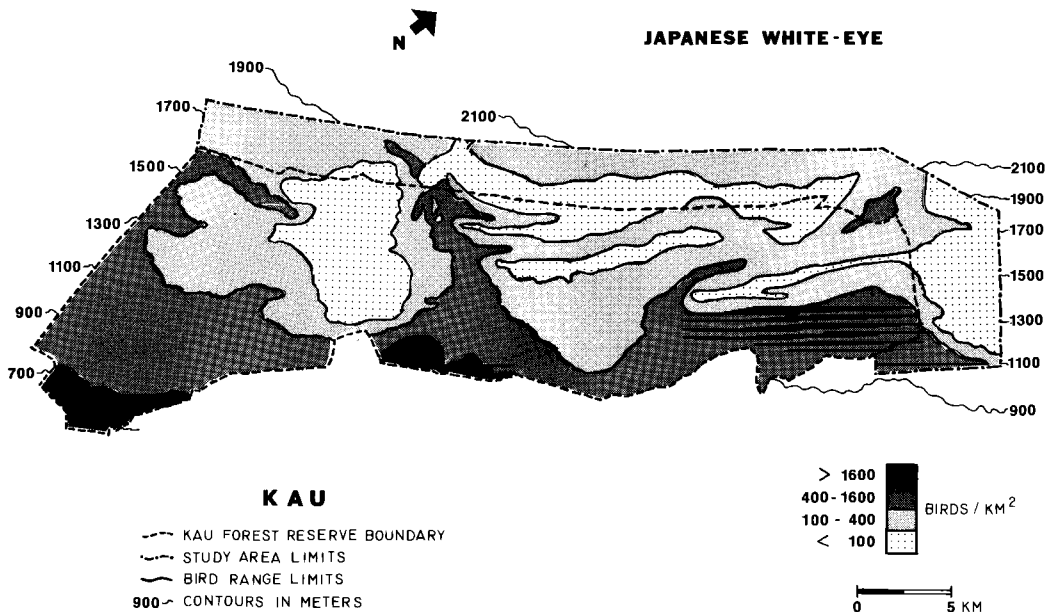 N
JAPANESE WHITE-EYE
1900
1700
2100
1500
2100
1900
1300
1700
1100
1500
900
1300
700
1100
900
KAU
KAU FOREST RESERVE BOUNDARY
STUDY AREA LIMITS
BIRD RANGE LIMITS
900 CONTOURS IN METERS
> 1600
400-1600
100-400
< 100
BIRDS / KM²
0 5 KM